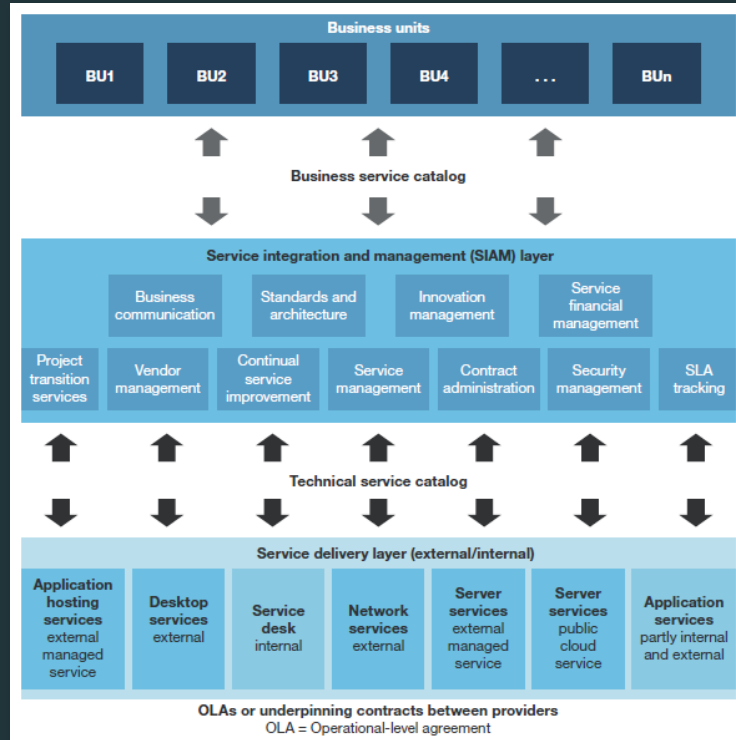 Business units
BU1
BU2
BU3
BU4
...
BUn
Business service catalog
Service integration and management (SIAM) layer
Business
communication
Standards and
architecture
Innovation
management
Service
financial
management
Project
transition
services
Vendor
management
Continual
service
improvement
Service
management
Contract
administration
Security
management
SLA
tracking
Technical service catalog
Service delivery layer (external/internal)
Application
hosting
services
external
managed
service
Desktop
services
external
Service
desk
internal
Network
services
external
Server
services
external
managed
service
Server
services
public
cloud
service
Application
services
partly internal
and external
OLAs or underpinning contracts between providers
OLA = Operational-level agreement